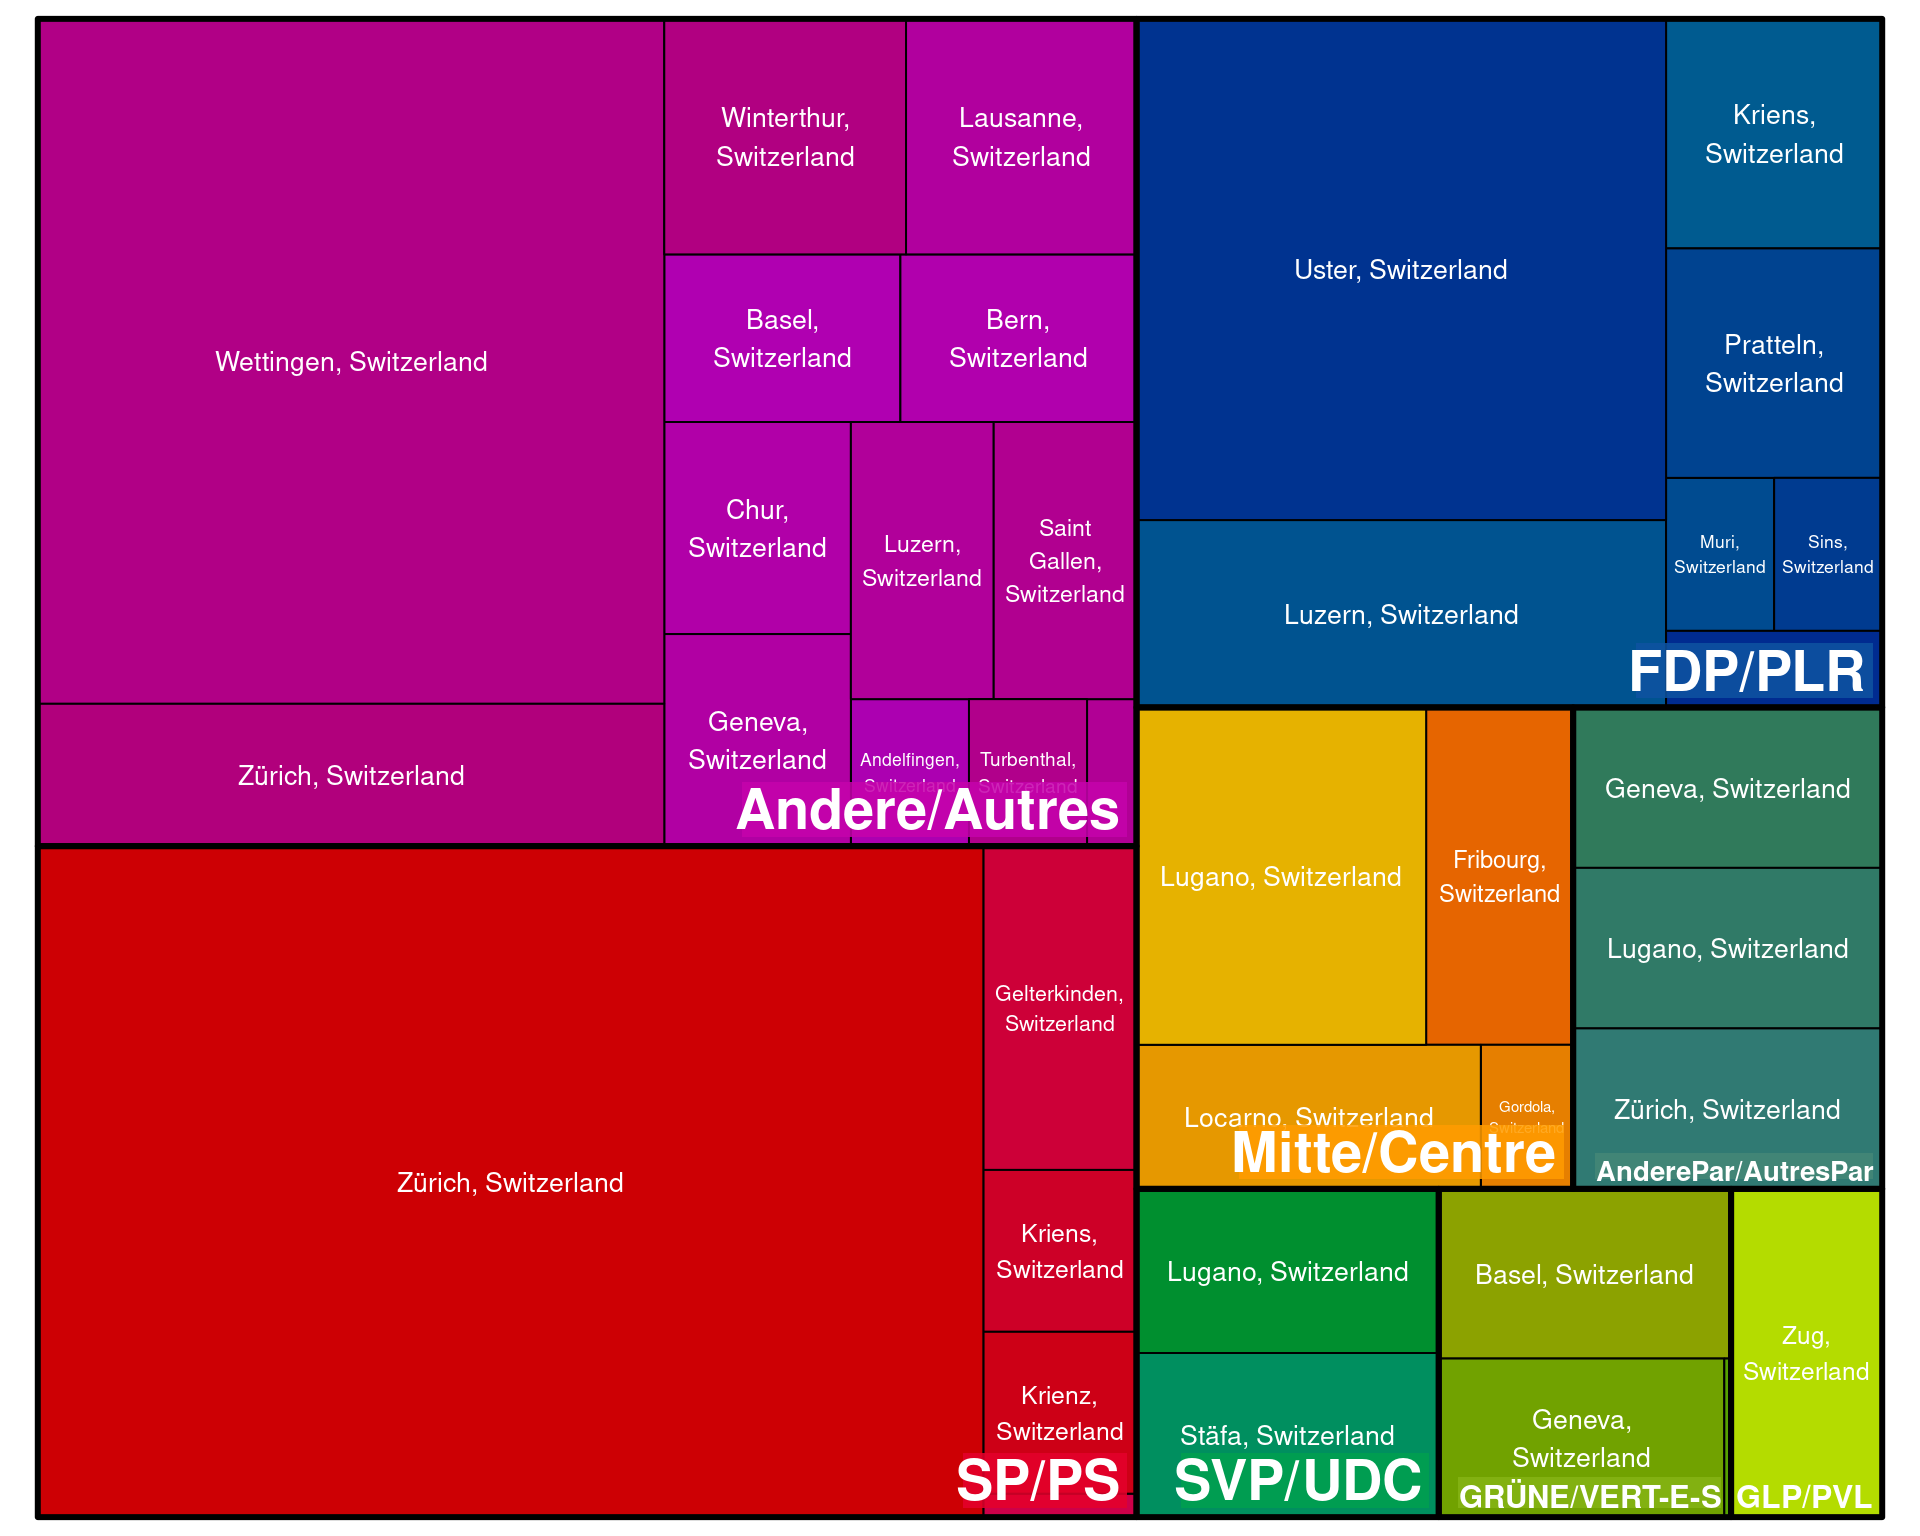 Wettingen, Switzerland
Zürich, Switzerland
Winterthur,
Switzerland
Lausanne,
Switzerland
Basel,
Switzerland
Bern,
Switzerland
Chur,
Switzerland
Luzern,
Switzerland
Saint
Gallen,
Switzerland
Geneva,
Switzerland
Andelfingen,
Switzerland
Turbenthal,
Switzerland
Andere/Autres
Uster, Switzerland
Luzern, Switzerland
Kriens,
Switzerland
Pratteln,
Switzerland
Muri,
Switzerland
Sins,
Switzerland
FDP/PLR
Zürich, Switzerland
Gelterkinden,
Switzerland
Kriens,
Switzerland
Krienz,
Switzerland
SP/PS
Lugano, Switzerland
Fribourg,
Switzerland
Locarno, Switzerland
Gordola,
Switzerland
Mitte/Centre
Geneva, Switzerland
Lugano, Switzerland
Zürich, Switzerland
AnderePar/AutresPar
Lugano, Switzerland
Stäfa, Switzerland
SVP/UDC
Basel, Switzerland
Geneva,
Switzerland
GRÜNE/VERT-E-S
Zug,
Switzerland
GLP/PVL